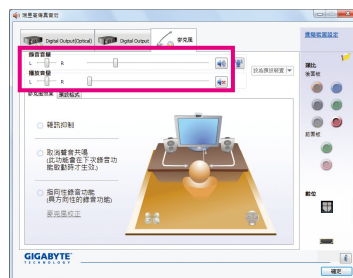 瑞昱高傳真音效
Digital Output(Optical)
Digital Output
麥克風
裝置進階設定
錄音音量
L R
設為預設裝置
播放音量
L R
麥克風效果
預設格式
雜訊抑制
取消聲音共鳴
(此功能會在下次錄音功
能啟動時才生效)
指向性錄音功能
(具方向性的錄音功能)
麥克風校正
類比
後面板
前面板
數位
GIGABYTE
TECHNOLOGY
確定